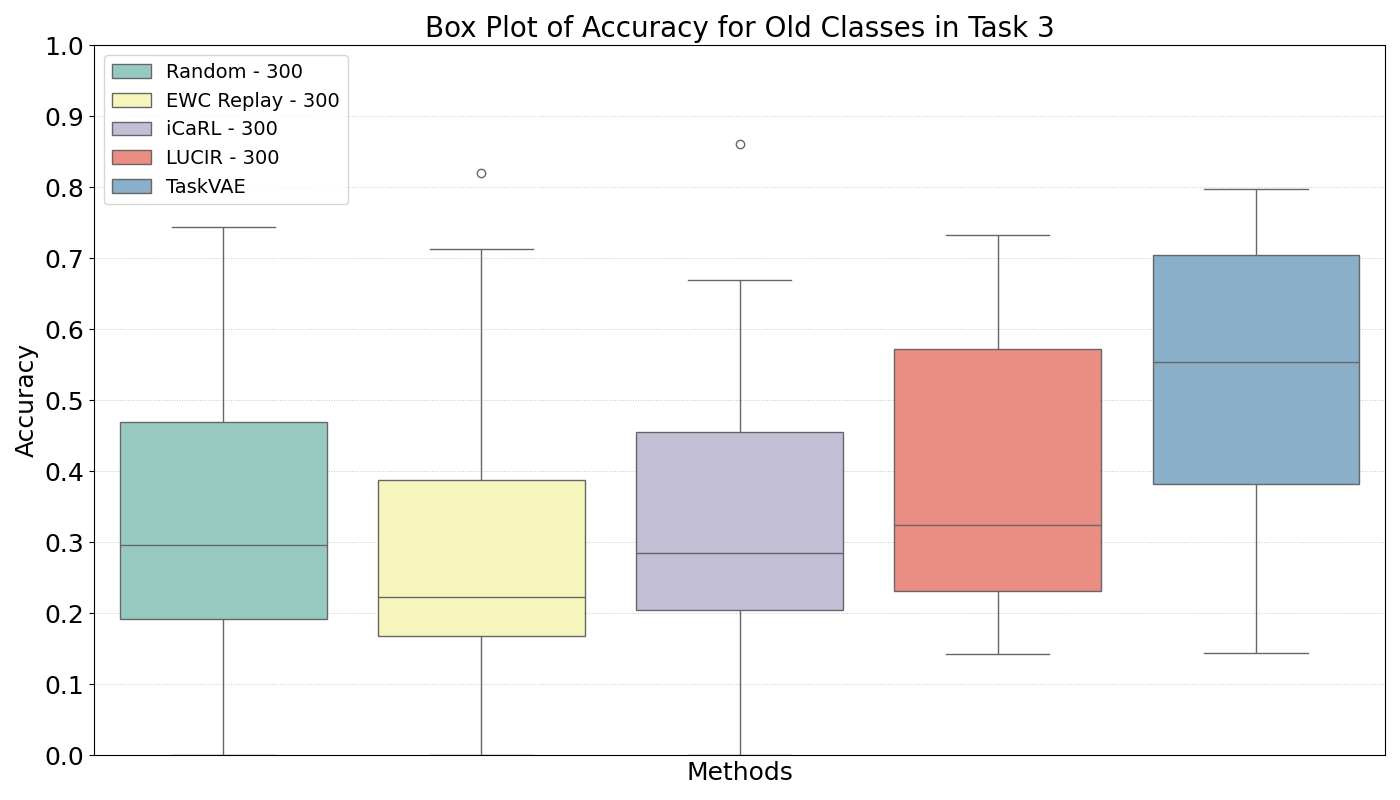 Box Plot of Accuracy for Old Classes in Task 3
1.0
0.9
0.8
0.7
0.6
0.5
0.4
0.3
0.2
0.1
0.0
Accuracy
Random - 300
EWC Replay - 300
iCaRL - 300
LUCIR - 300
TaskVAE
Methods